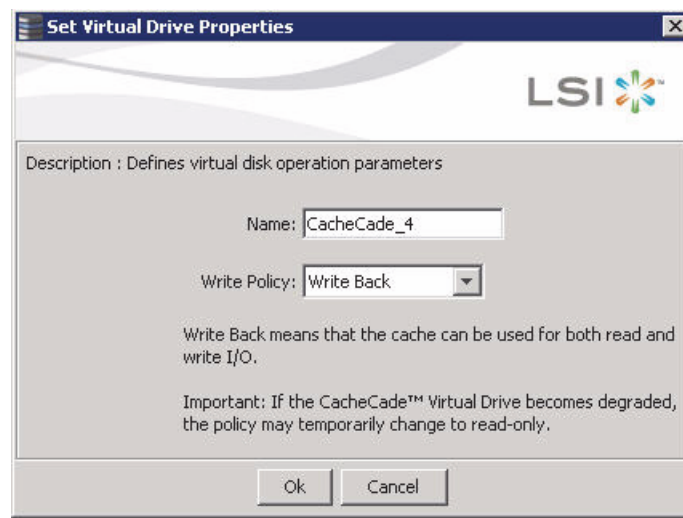 Set Virtual Drive Properties
LSI™
Description : Defines virtual disk operation parameters
Name: CacheCade_4
Write Policy: Write Back
Write Back means that the cache can be used for both read and
write I/O.
Important: If the CacheCade™ Virtual Drive becomes degraded,
the policy may temporarily change to read-only.
Ok Cancel